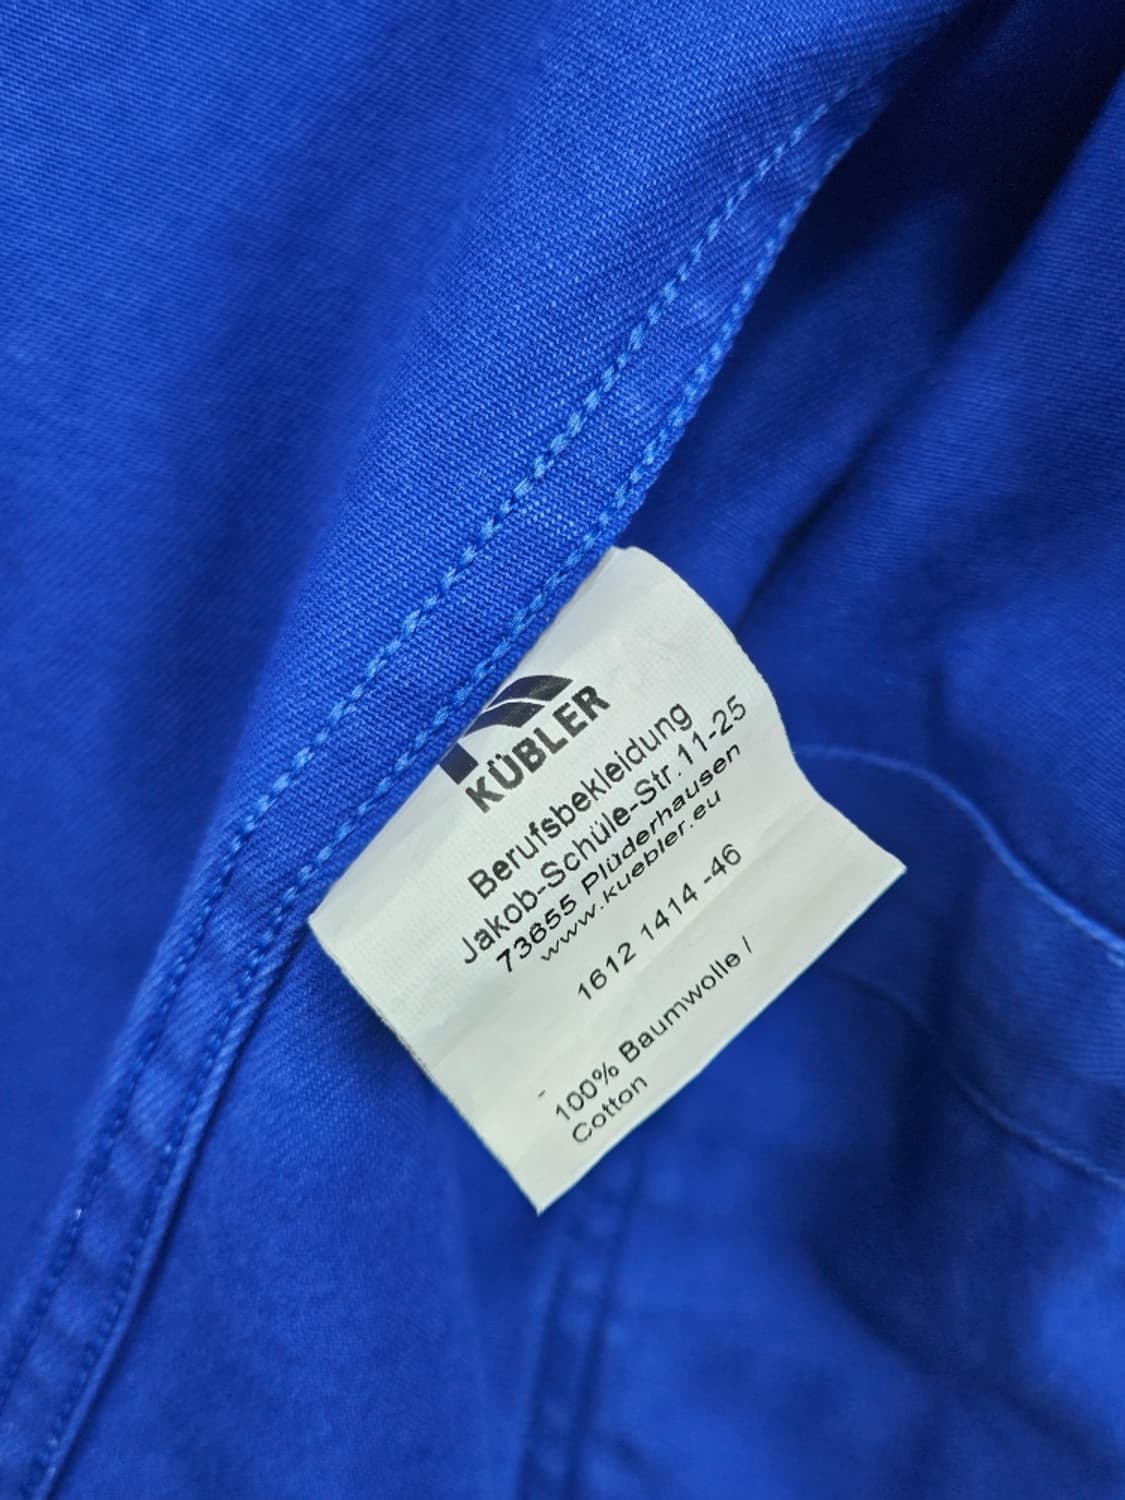 KÜBLER
Berufsbekleidung
Jakob-Schüle-Str.11-25
73655 Plüderhausen
www.kuebler.eu
1612 1414 -46
100% Baumwolle /
Cotton